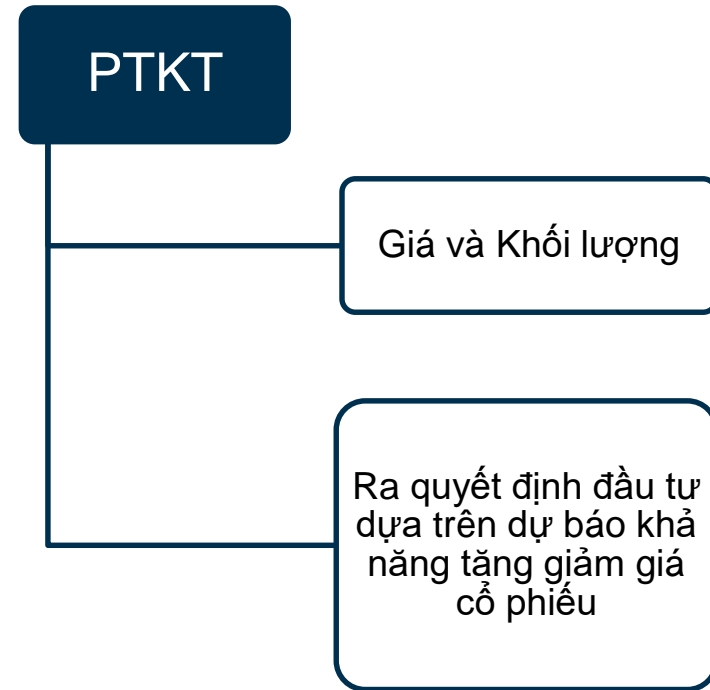 PTKT
Giá và Khối lượng
Ra quyết định đầu tư
dựa trên dự báo khả
năng tăng giảm giá
cổ phiếu